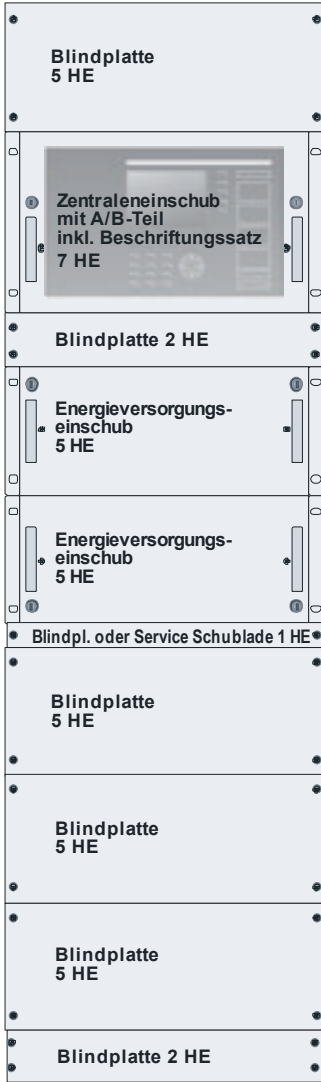 Blindplatte
5 HE
Zentraleneinschub
mit A/B-Teil
inkl. Beschriftungssatz
7 HE
Blindplatte 2 HE
Energieversorgungs-
einschub
5 HE
Energieversorgungs-
einschub
5 HE
Blindpl. oder Service Schublade 1 HE
Blindplatte
5 HE
Blindplatte
5 HE
Blindplatte
5 HE
Blindplatte 2 HE